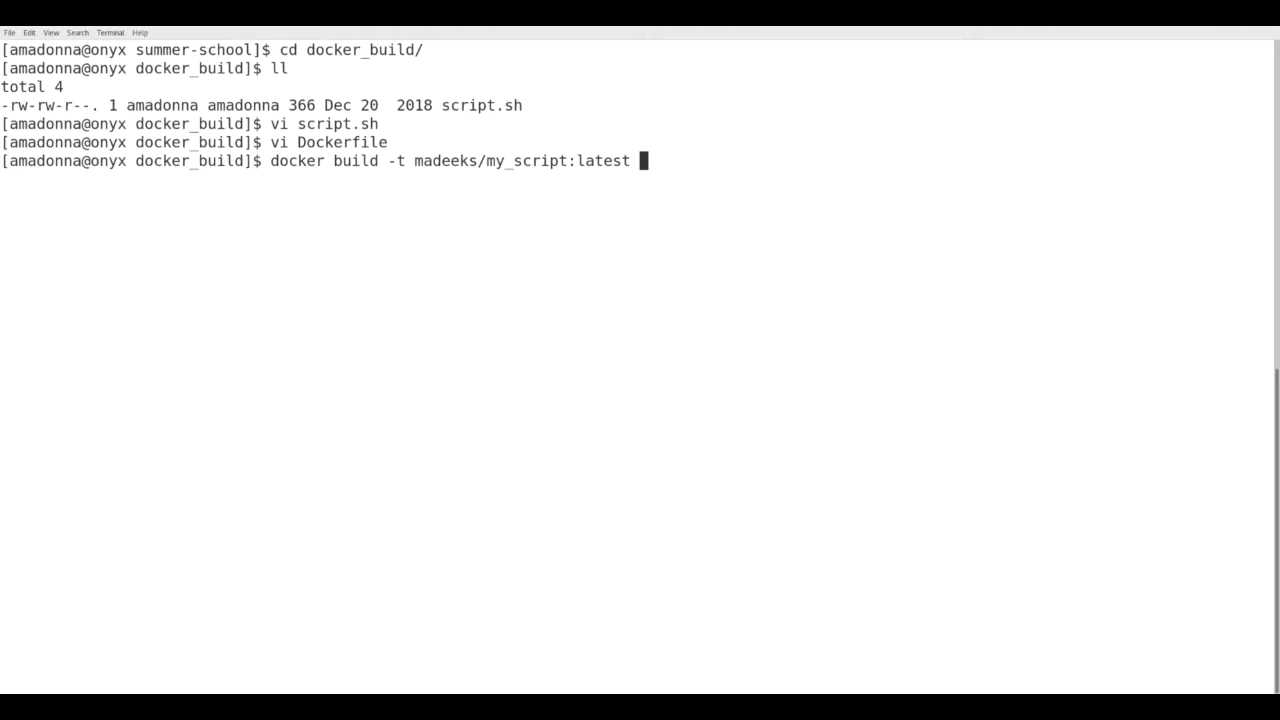 File Edit View Search Terminal Help
[amadonna@onyx summer-school]$ cd docker_build/
[amadonna@onyx docker_build]$ ll
total 4
-rw-rw-r--. 1 amadonna amadonna 366 Dec 20  2018 script.sh
[amadonna@onyx docker_build]$ vi script.sh
[amadonna@onyx docker_build]$ vi Dockerfile
[amadonna@onyx docker_build]$ docker build -t madeeks/my_script:latest